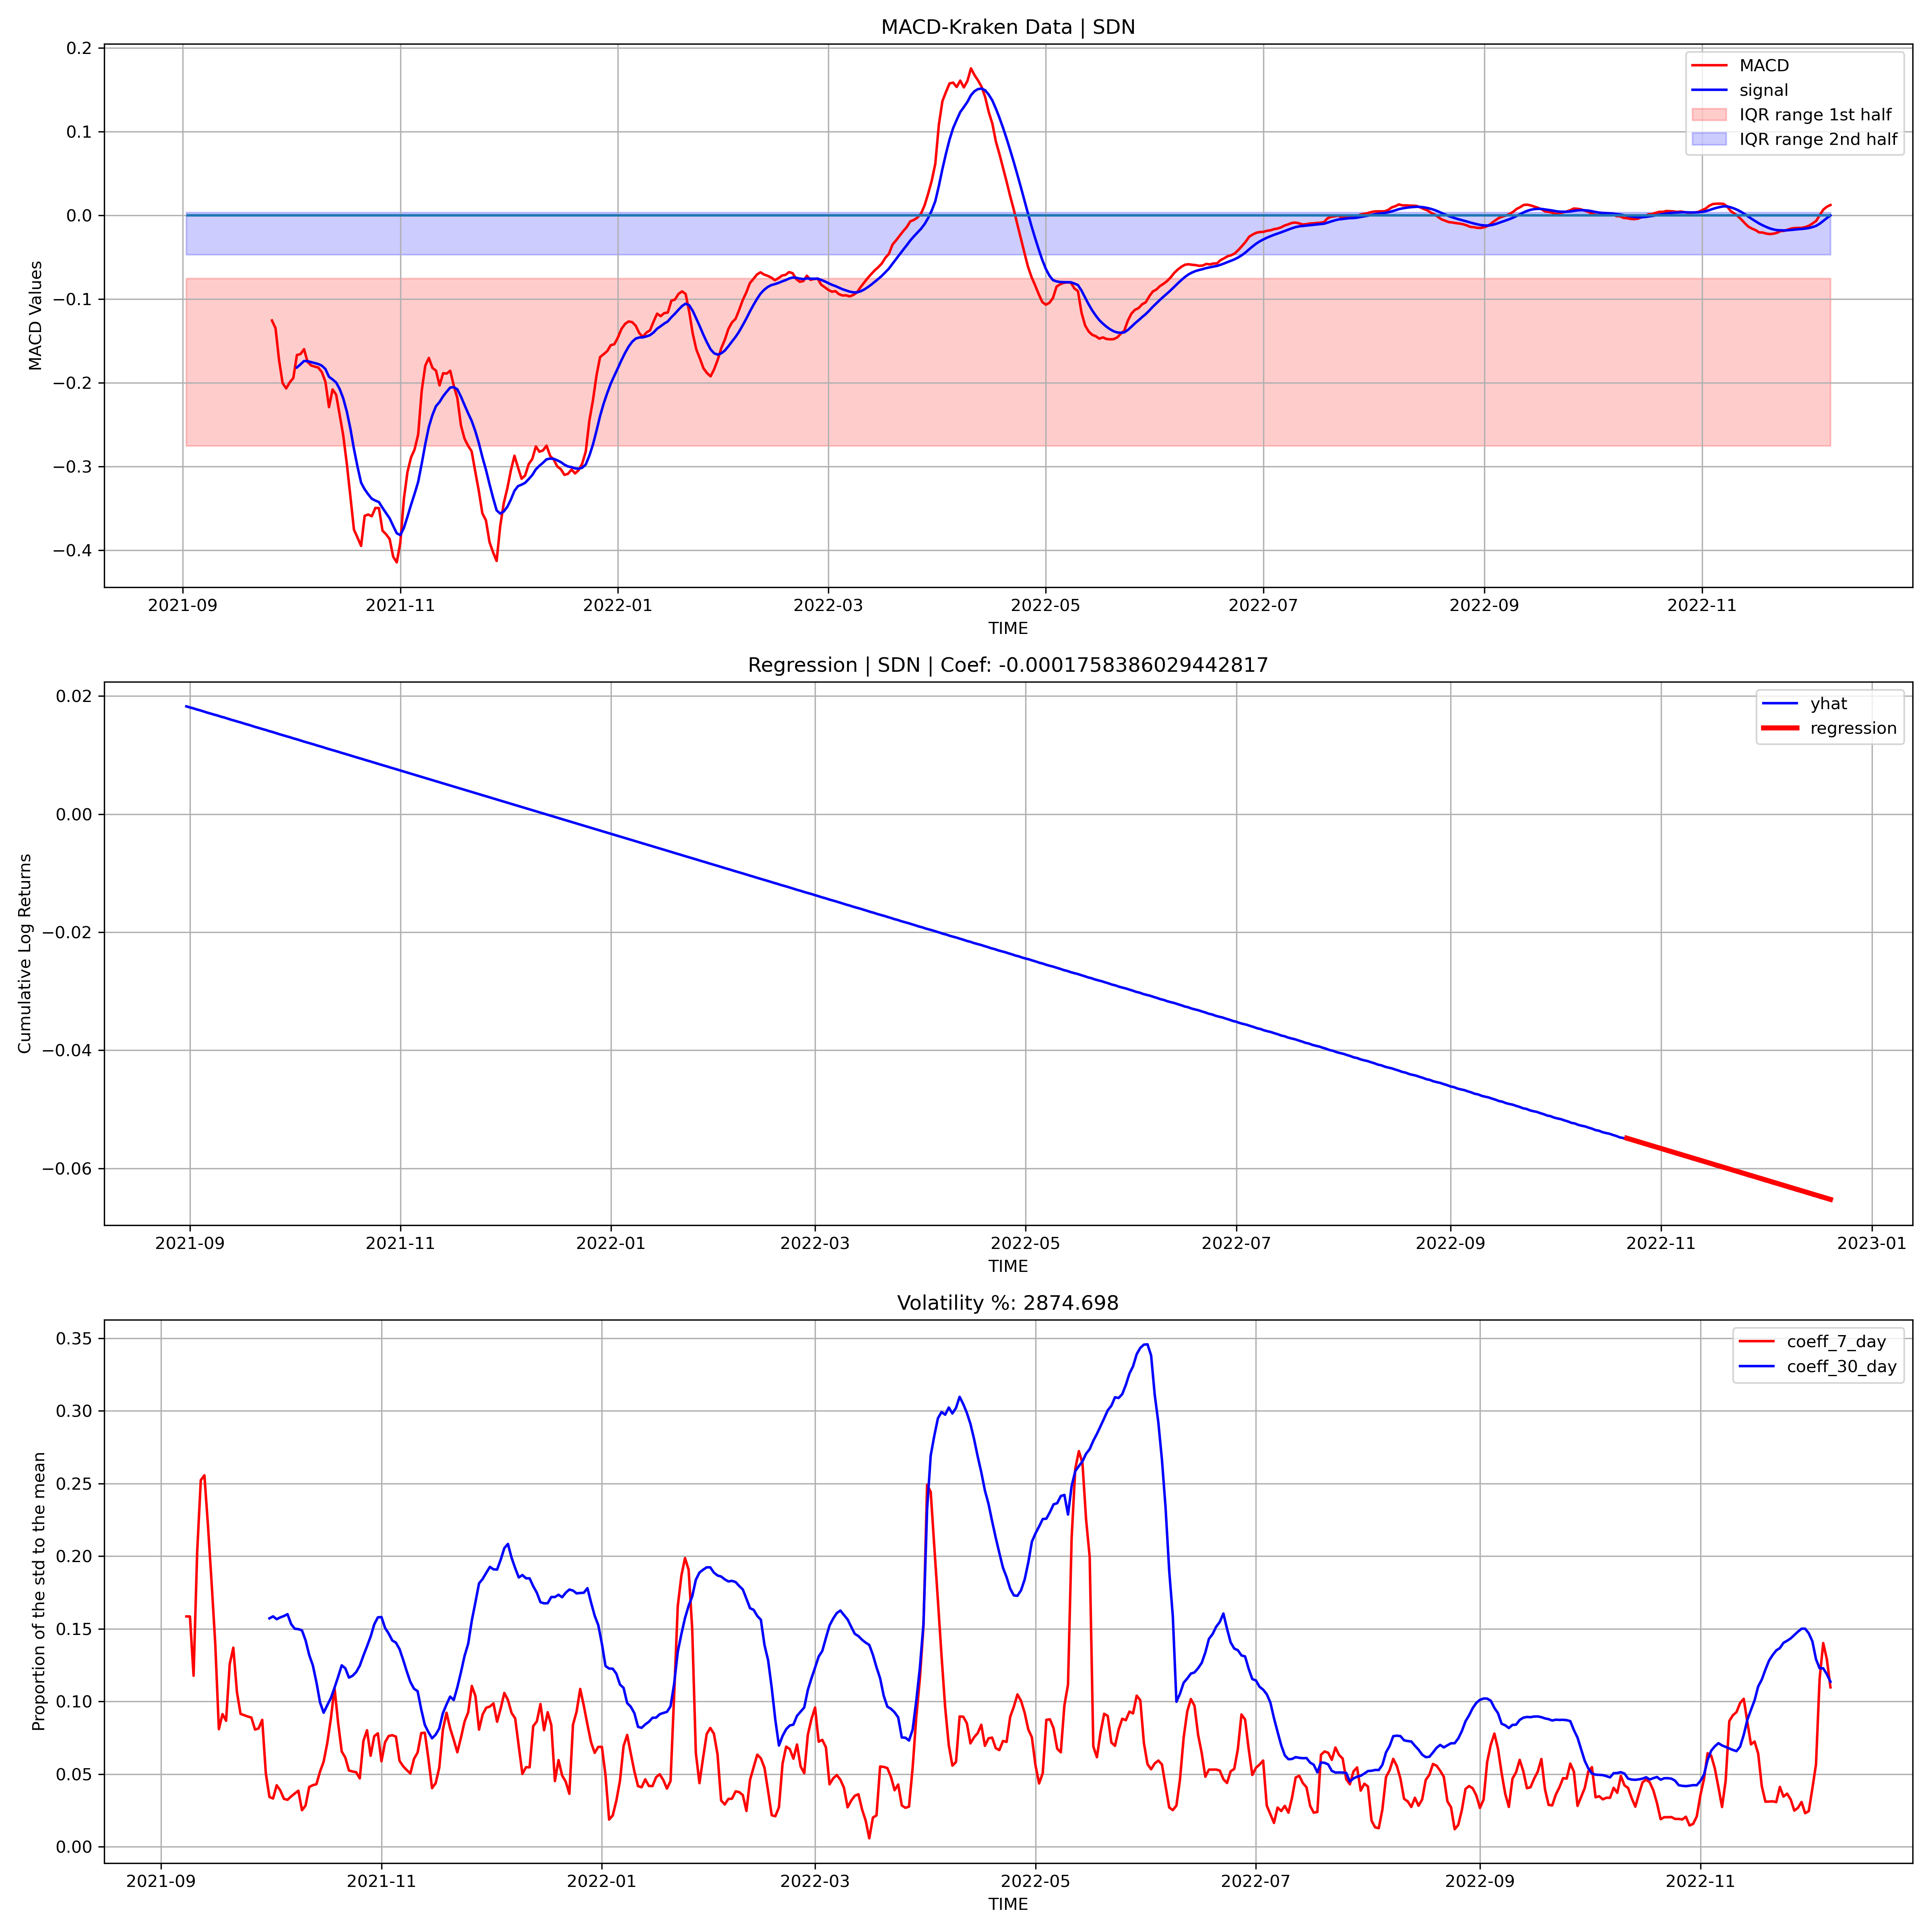 MACD-Kraken Data | SDN
MACD Values
0.2
0.1
0.0
−0.1
−0.2
−0.3
−0.4
MACD
signal
IQR range 1st half
IQR range 2nd half
2021-09 2021-11 2022-01 2022-03 2022-05 2022-07 2022-09 2022-11
TIME
Regression | SDN | Coef: -0.0001758386029442817
Cumulative Log Returns
0.02
0.00
−0.02
−0.04
−0.06
yhat
regression
2021-09 2021-11 2022-01 2022-03 2022-05 2022-07 2022-09 2022-11 2023-01
TIME
Volatility %: 2874.698
Proportion of the std to the mean
0.35
0.30
0.25
0.20
0.15
0.10
0.05
0.00
coeff_7_day
coeff_30_day
2021-09 2021-11 2022-01 2022-03 2022-05 2022-07 2022-09 2022-11
TIME